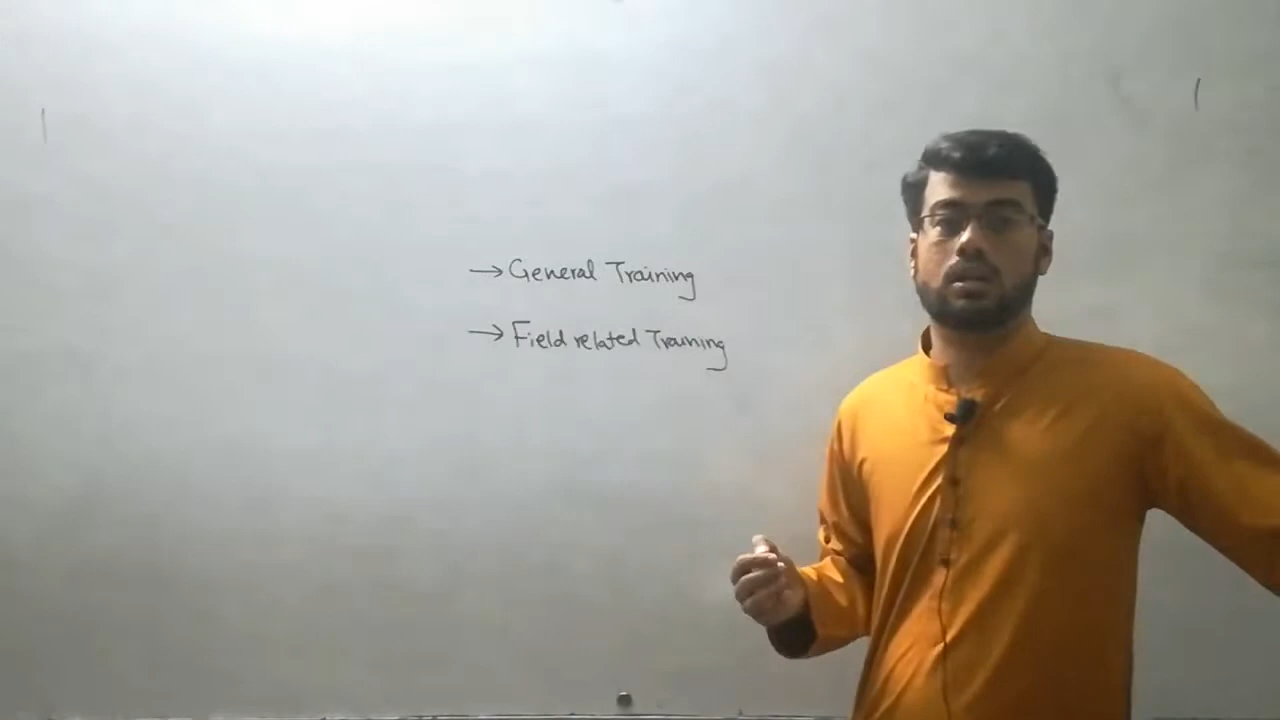 → General Training
→ Field related Training